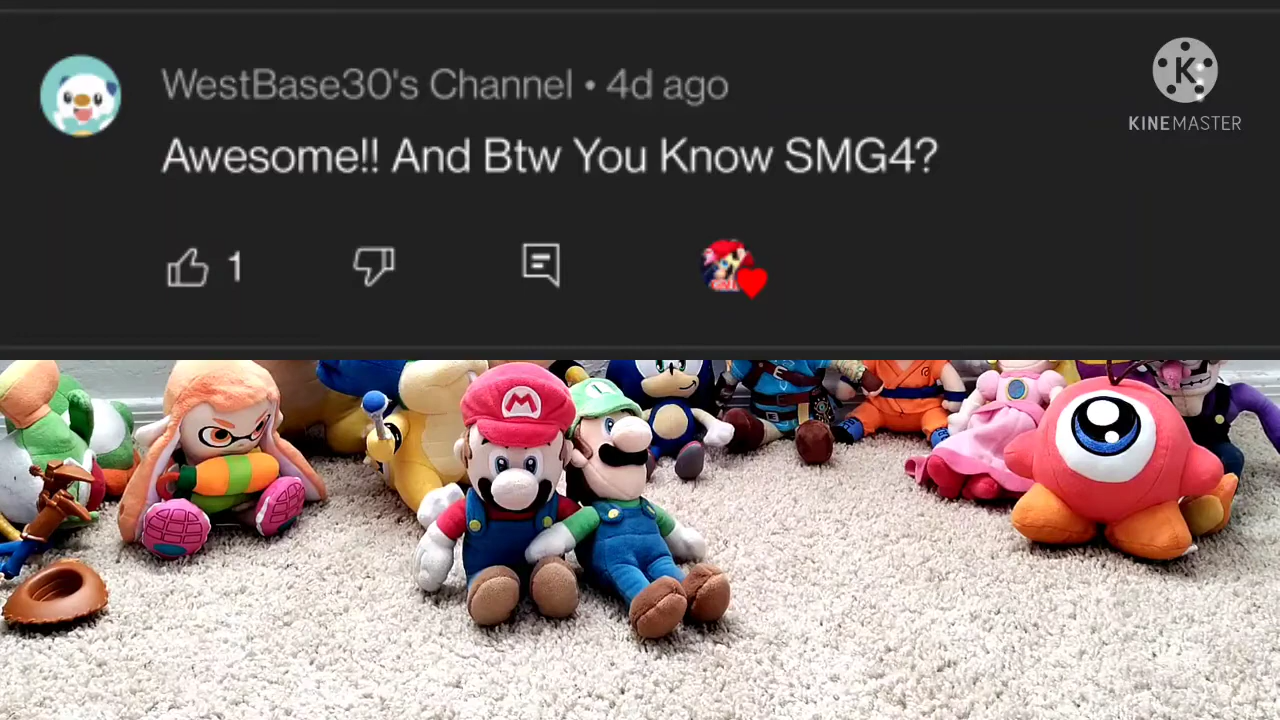 WestBase30's Channel • 4d ago
K
KINEMASTER
Awesome!! And Btw You Know SMG4?
1
M
L